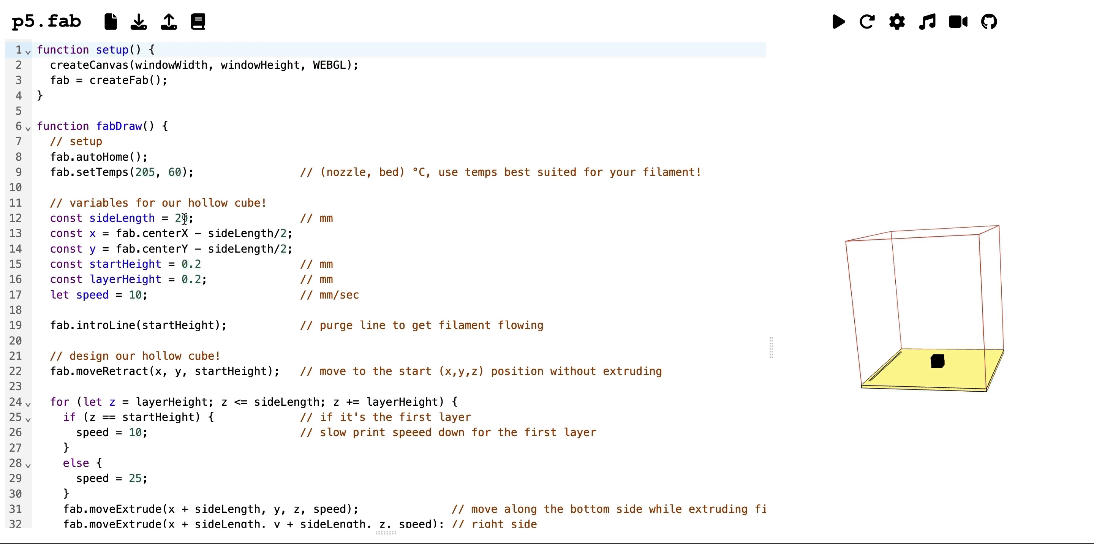 p5.fab
1 function setup() {
2 createCanvas(windowWidth, windowHeight, WEBGL);
3 fab = createFab();
4 }
5
6 function fabDraw() {
7 // setup
8 fab.autoHome();
9 fab.setTemps(205, 60); // (nozzle, bed) °C, use temps best suited for your filament!
10
11 // variables for our hollow cube!
12 const sideLength = 20; // mm
13 const x = fab.centerX - sideLength/2;
14 const y = fab.centerY - sideLength/2;
15 const startHeight = 0.2 // mm
16 const layerHeight = 0.2; // mm
17 let speed = 10; // mm/sec
18
19 fab.introLine(startHeight); // purge line to get filament flowing
20
21 // design our hollow cube!
22 fab.moveRetract(x, y, startHeight); // move to the start (x,y,z) position without extruding
23
24 for (let z = layerHeight; z <= sideLength; z += layerHeight) {
25 if (z == startHeight) { // if it's the first layer
26 speed = 10; // slow print speeed down for the first layer
27 }
28 else {
29 speed = 25;
30 }
31 fab.moveExtrude(x + sideLength, y, z, speed); // move along the bottom side while extruding fi
32 fab.moveExtrude(x + sideLength, y + sideLength, z, speed); // right side